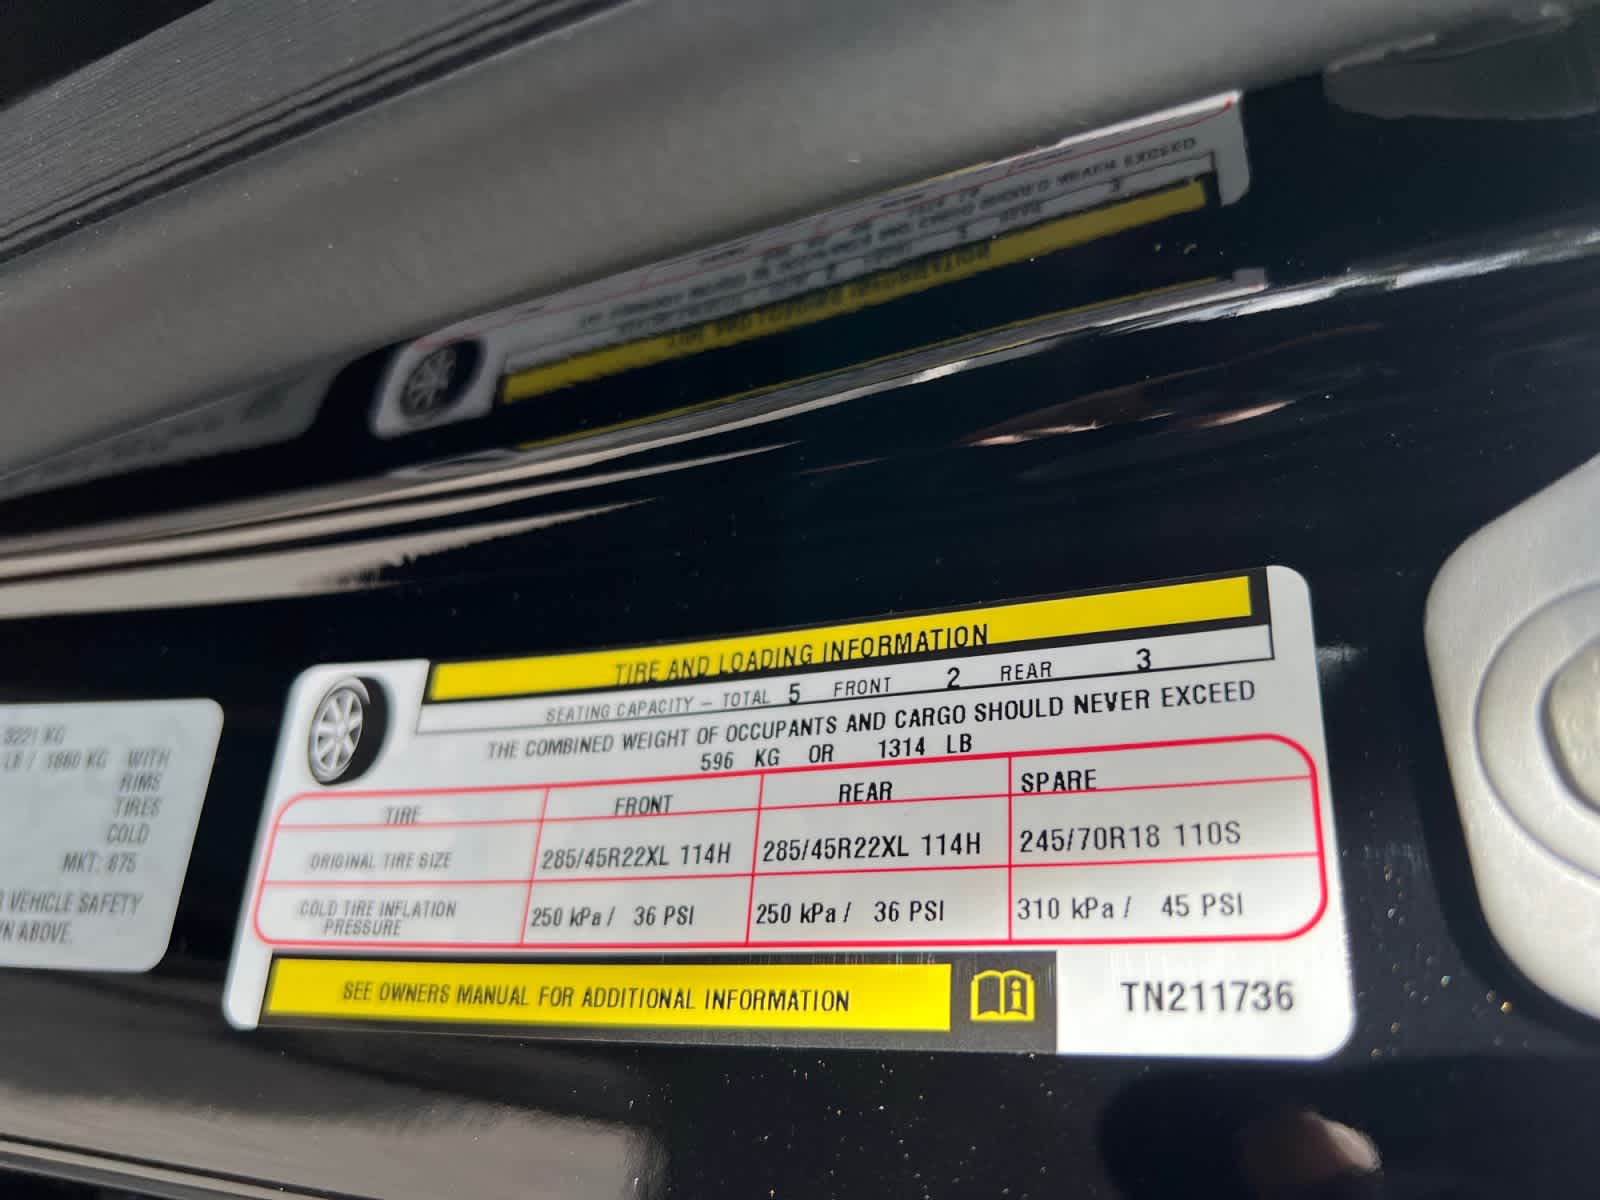 3221 KG
LB / 1860 KG WITH
RIMS
TIRES
COLD
MKT: 875
VEHICLE SAFETY
ABOVE.
TIRE AND LOADING INFORMATION
SEATING CAPACITY – TOTAL 5 FRONT 2 REAR 3
THE COMBINED WEIGHT OF OCCUPANTS AND CARGO SHOULD NEVER EXCEED
596 KG OR 1314 LB
TIRE FRONT REAR SPARE
ORIGINAL TIRE SIZE 285/45R22XL 114H 285/45R22XL 114H 245/70R18 110S
COLD TIRE INFLATION PRESSURE 250 kPa / 36 PSI 250 kPa / 36 PSI 310 kPa / 45 PSI
SEE OWNERS MANUAL FOR ADDITIONAL INFORMATION
TN211736